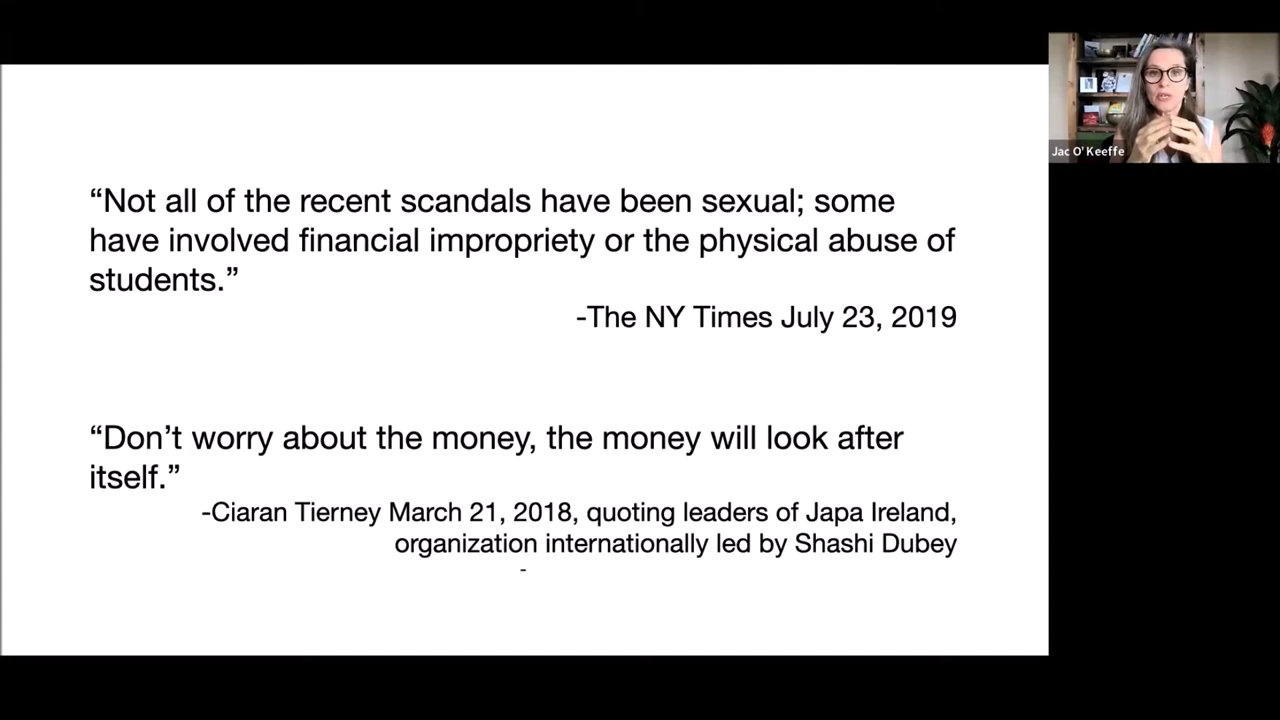 “Not all of the recent scandals have been sexual; some
have involved financial impropriety or the physical abuse of
students.”
-The NY Times July 23, 2019
“Don’t worry about the money, the money will look after
itself.”
-Ciaran Tierney March 21, 2018, quoting leaders of Japa Ireland,
organization internationally led by Shashi Dubey
-
Jac O' Keeffe